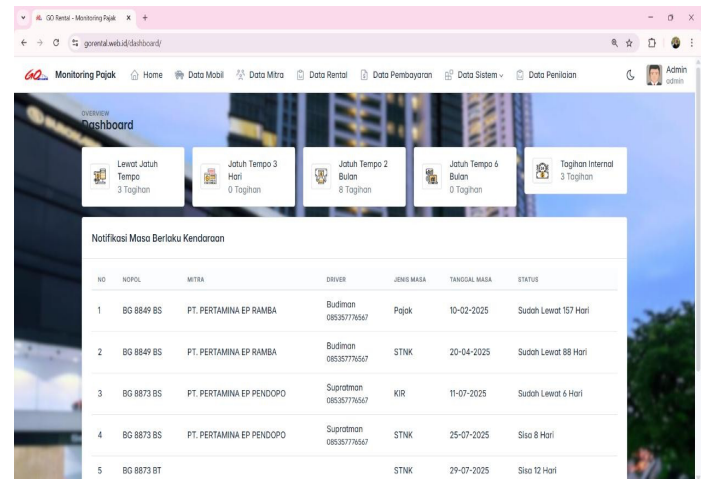 GO Rental - Monitoring Pajak
gorental.web.id/dashboard/
GO Monitoring Pajak Home Data Mobil Data Mitra Data Rental Data Pembayaran Data Sistem Data Penilaian Admin
admin
OVERVIEW
Dashboard
Lewat Jatuh Tempo
3 Tagihan
Jatuh Tempo 3 Hari
0 Tagihan
Jatuh Tempo 2 Bulan
8 Tagihan
Jatuh Tempo 6 Bulan
0 Tagihan
Tagihan Internal
3 Tagihan
Notifikasi Masa Berlaku Kendaraan
NO NOPOL MITRA DRIVER JENIS MASA TANGGAL MASA STATUS
1 BG 8849 BS PT. PERTAMINA EP RAMBA Budiman 085357776567 Pajak 10-02-2025 Sudah Lewat 157 Hari
2 BG 8849 BS PT. PERTAMINA EP RAMBA Budiman 085357776567 STNK 20-04-2025 Sudah Lewat 88 Hari
3 BG 8873 BS PT. PERTAMINA EP PENDOPO Supratman 085357776567 KIR 11-07-2025 Sudah Lewat 6 Hari
4 BG 8873 BS PT. PERTAMINA EP PENDOPO Supratman 085357776567 STNK 25-07-2025 Sisa 8 Hari
5 BG 8873 BT STNK 29-07-2025 Sisa 12 Hari